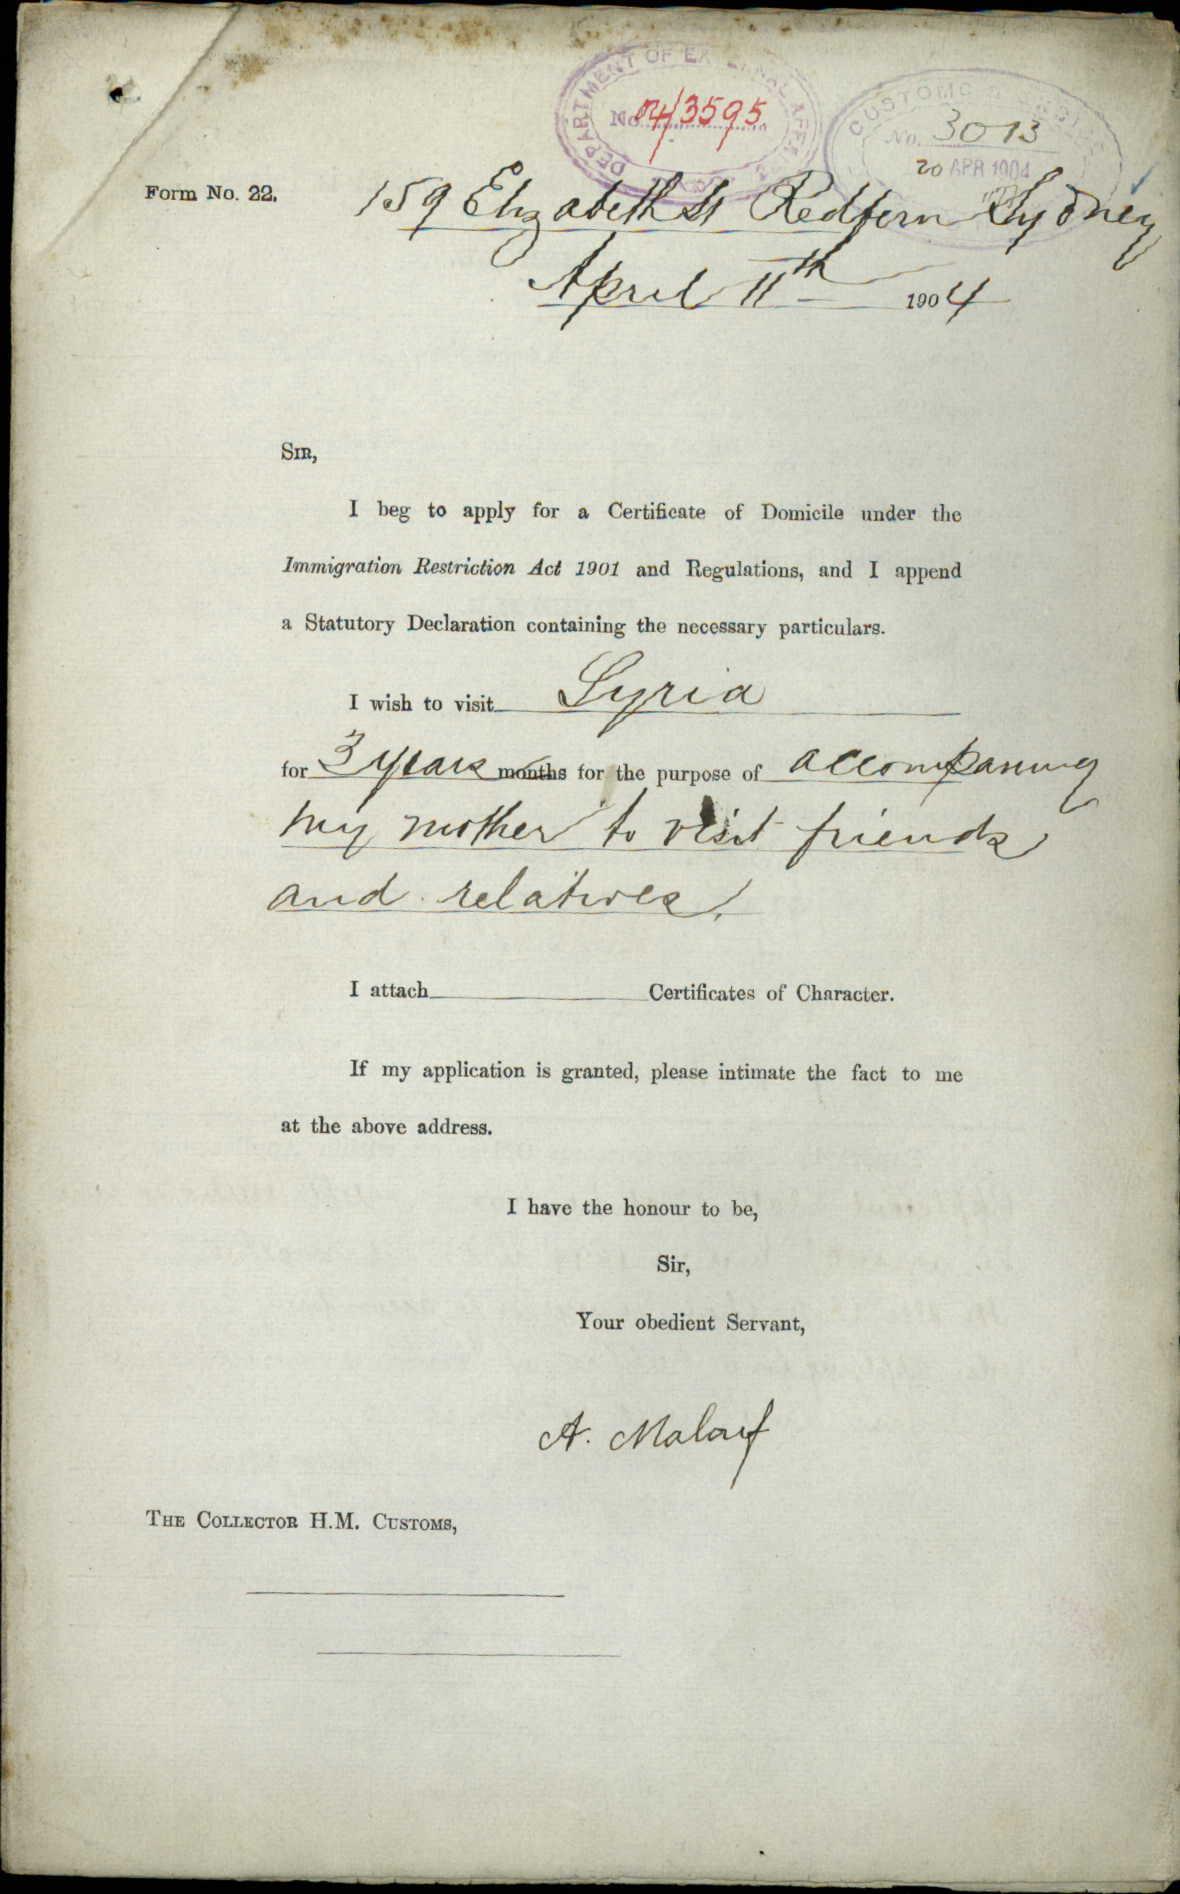 DEPARTMENT OF EXTERNAL AFFAIRS
No. 04/3595
CUSTOMS
No. 3013
20 APR 1904
Form No. 22.
159 Elizabeth St Redfern Sydney
April 11th 1904
SIR,
I beg to apply for a Certificate of Domicile under the
Immigration Restriction Act 1901 and Regulations, and I append
a Statutory Declaration containing the necessary particulars.
I wish to visit Syria
for 3 years months for the purpose of accompaning
my mother to visit friends
and relatives.
I attach Certificates of Character.
If my application is granted, please intimate the fact to me
at the above address.
I have the honour to be,
Sir,
Your obedient Servant,
A. Malouf
THE COLLECTOR H.M. CUSTOMS,